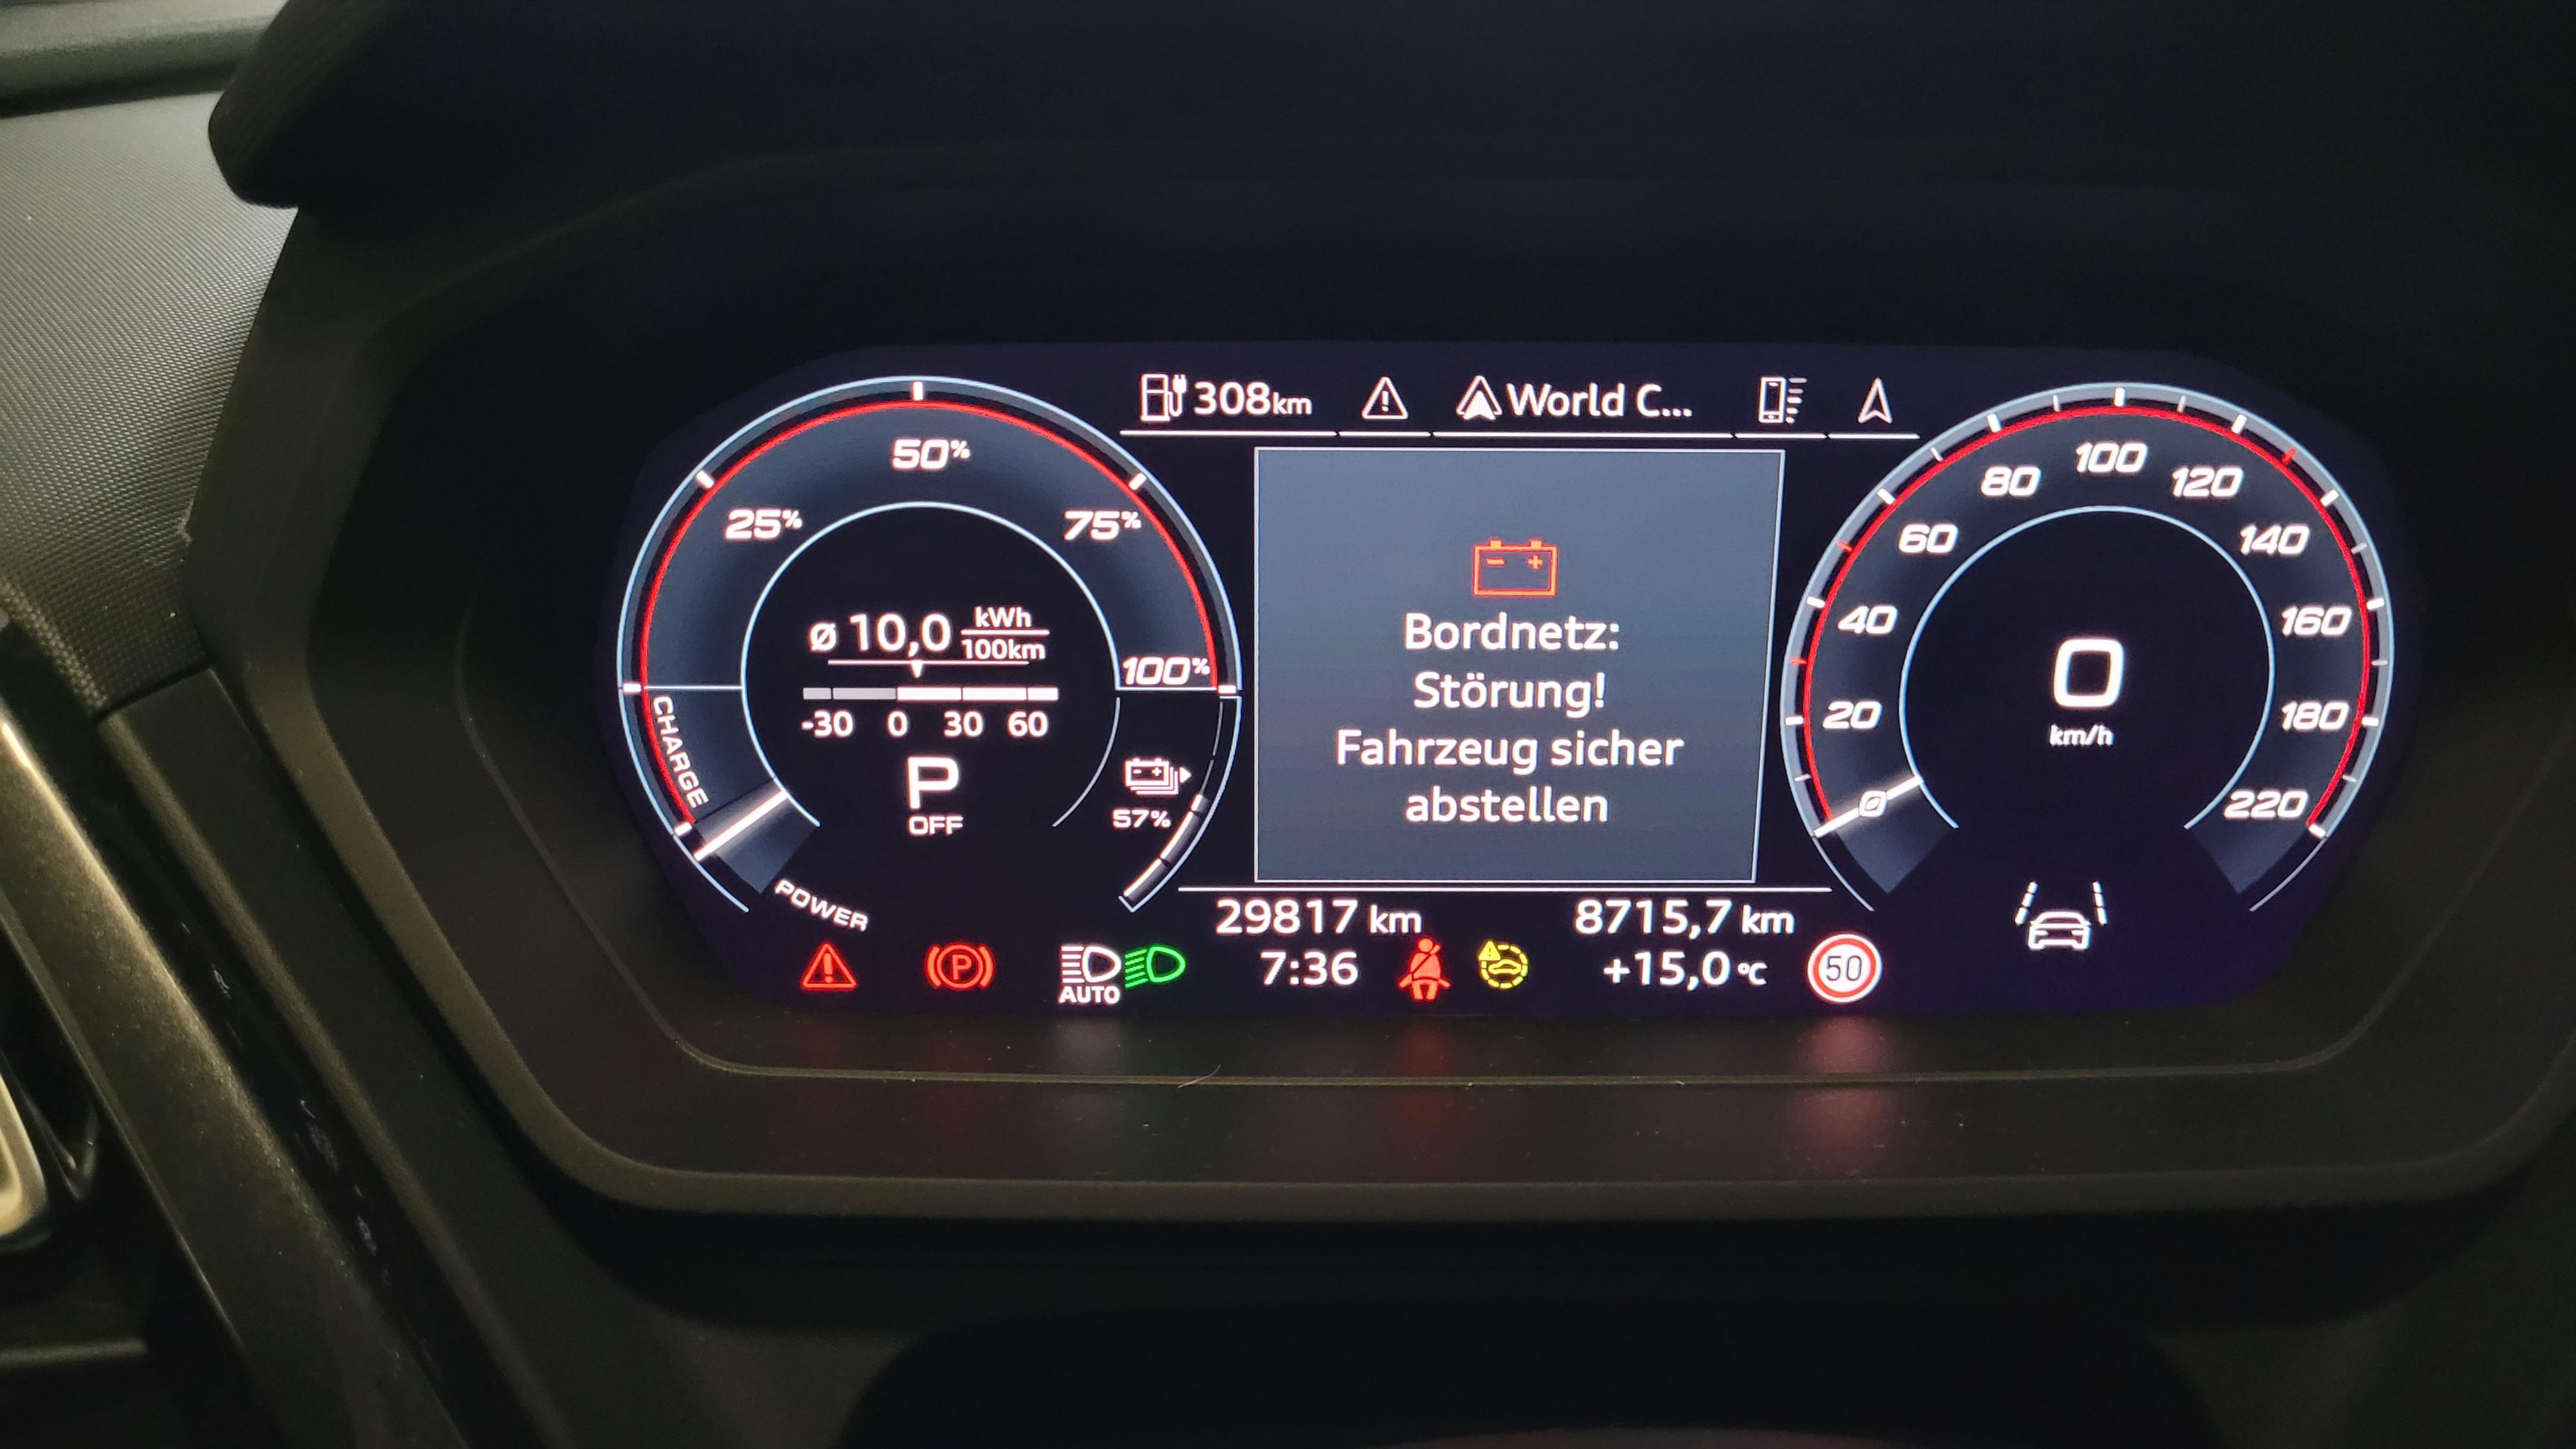 308km
World C...
25%
50%
75%
100%
CHARGE
POWER
ø 10,0 kWh/100km
-30 0 30 60
P
OFF
57%
Bordnetz:
Störung!
Fahrzeug sicher
abstellen
0
20
40
60
80
100
120
140
160
180
220
0
km/h
29817 km
8715,7 km
P
AUTO
7:36
+15,0 °C
50